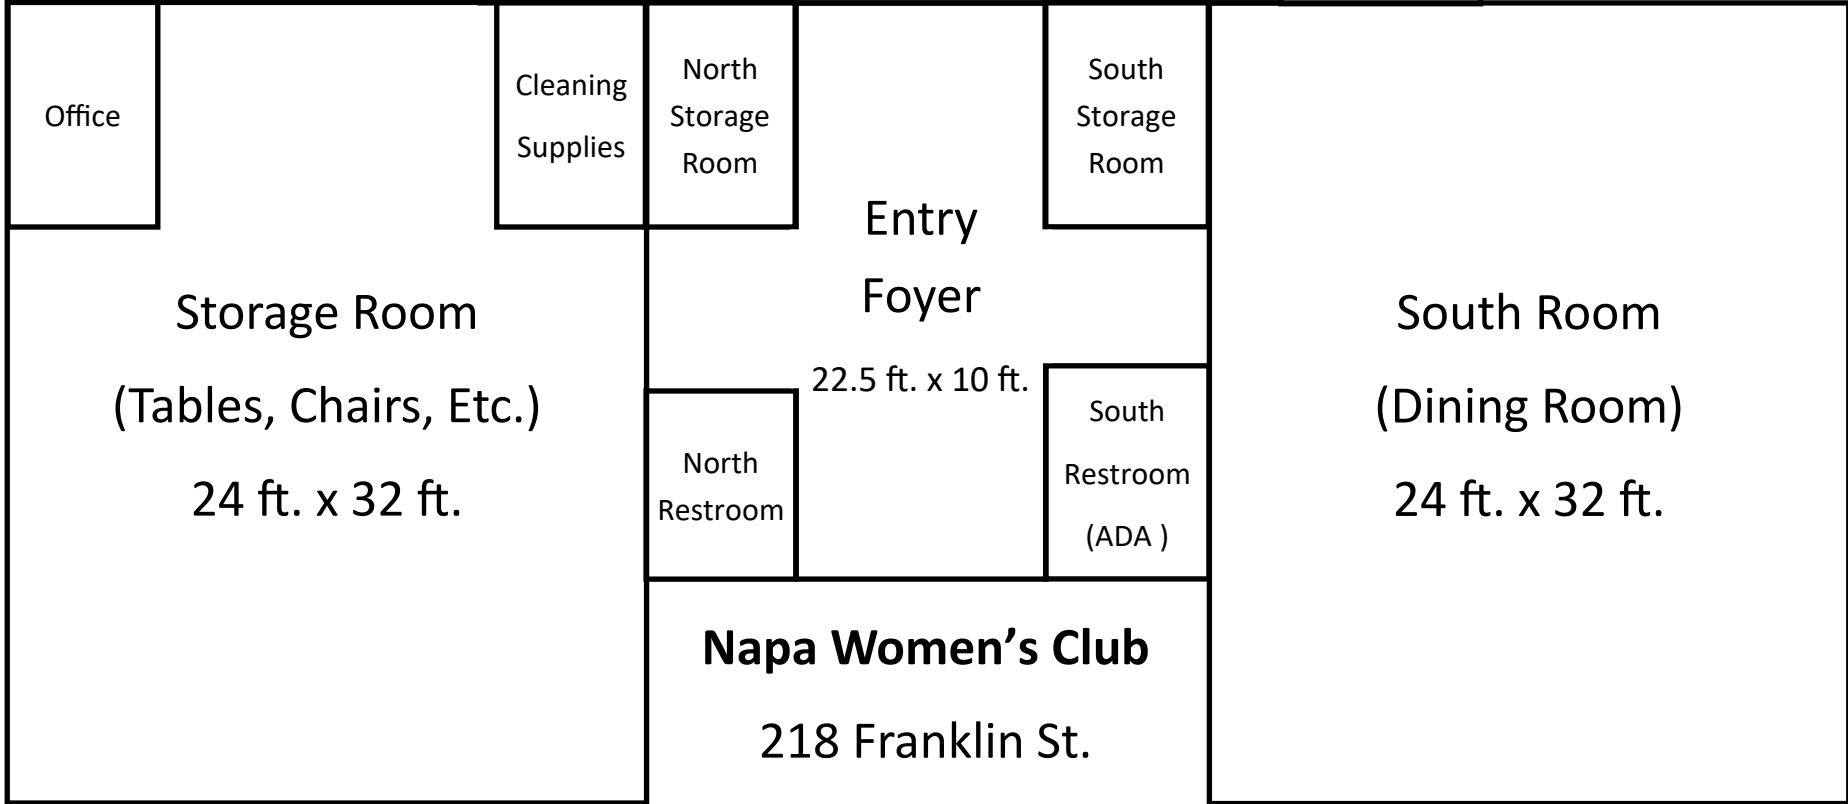 Office
Cleaning
Supplies
North
Storage
Room
South
Storage
Room
Entry
Foyer
22.5 ft. x 10 ft.
Storage Room
(Tables, Chairs, Etc.)
24 ft. x 32 ft.
South Room
(Dining Room)
24 ft. x 32 ft.
North
Restroom
South
Restroom
(ADA )
Napa Women’s Club
218 Franklin St.